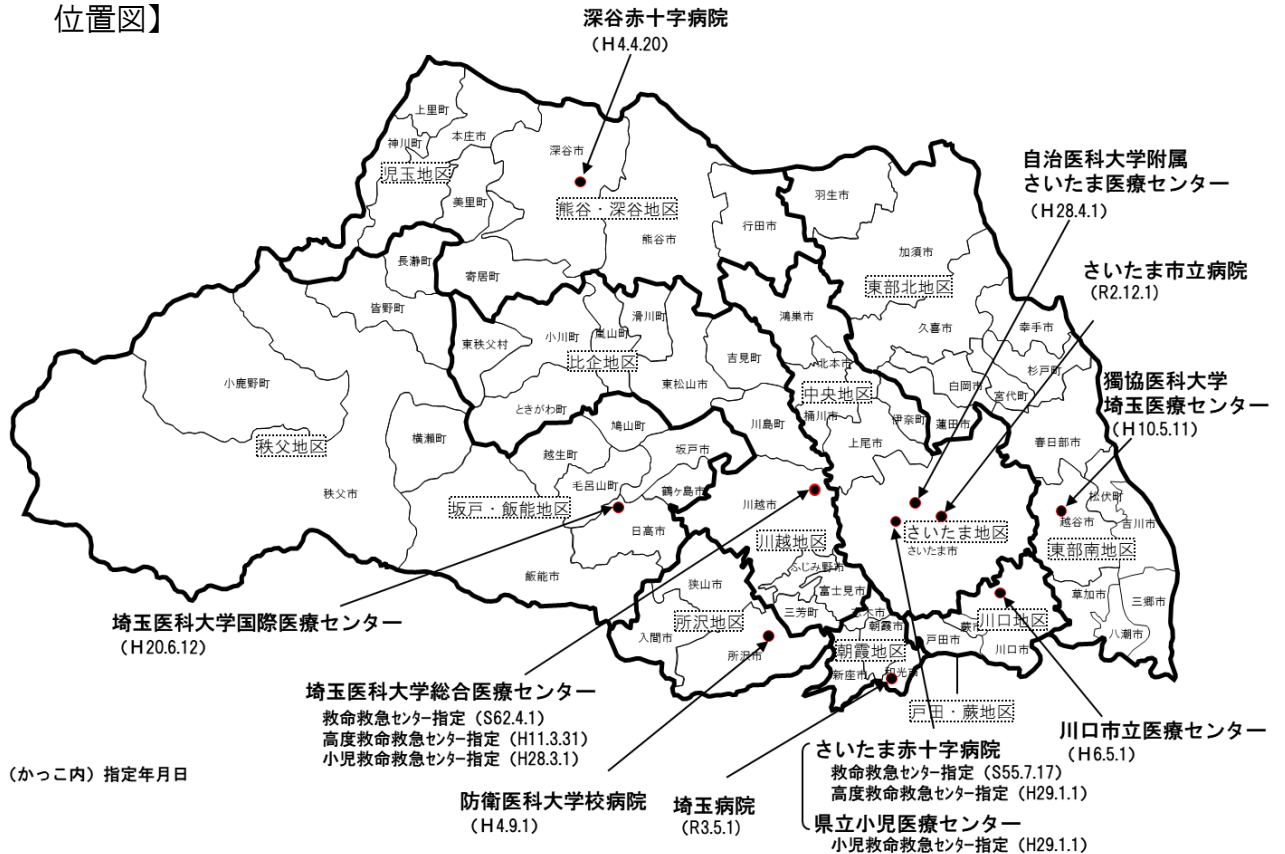 位置図】
深谷赤十字病院
（H4.4.20）
上里町
神川町
本庄市
児玉地区
美里町
深谷市
熊谷・深谷地区
熊谷市
行田市
羽生市
加須市
東部北地区
自治医科大学附属
さいたま医療センター
（H28.4.1）
さいたま市立病院
（R2.12.1）
長瀞町
寄居町
皆野町
小鹿野町
秩父地区
秩父市
横瀬町
東秩父村
小川町
嵐山町
滑川町
比企地区
ときがわ町
東松山市
吉見町
鳩山町
川島町
鴻巣市
北本市
中央地区
桶川市
上尾市
伊奈町
久喜市
幸手市
杉戸町
白岡市
宮代町
蓮田市
春日部市
獨協医科大学
埼玉医療センター
（H10.5.11）
越生町
毛呂山町
坂戸市
鶴ヶ島市
坂戸・飯能地区
日高市
飯能市
川越市
川越地区
ふじみ野市
富士見市
三芳町
さいたま地区
さいたま市
松伏町
越谷市
吉川市
東部南地区
草加市
三郷市
八潮市
狭山市
所沢地区
入間市
所沢市
志木市
朝霞市
朝霞地区
新座市
和光市
戸田市
蕨市
川口地区
川口市
戸田・蕨地区
埼玉医科大学国際医療センター
（H20.6.12）
埼玉医科大学総合医療センター
救命救急センター指定（S62.4.1）
高度救命救急センター指定（H11.3.31）
小児救命救急センター指定（H28.3.1）
防衛医科大学校病院
（H4.9.1）
埼玉病院
（R3.5.1）
さいたま赤十字病院
救命救急センター指定（S55.7.17）
高度救命救急センター指定（H29.1.1）
県立小児医療センター
小児救命救急センター指定（H29.1.1）
川口市立医療センター
（H6.5.1）
（かっこ内）指定年月日